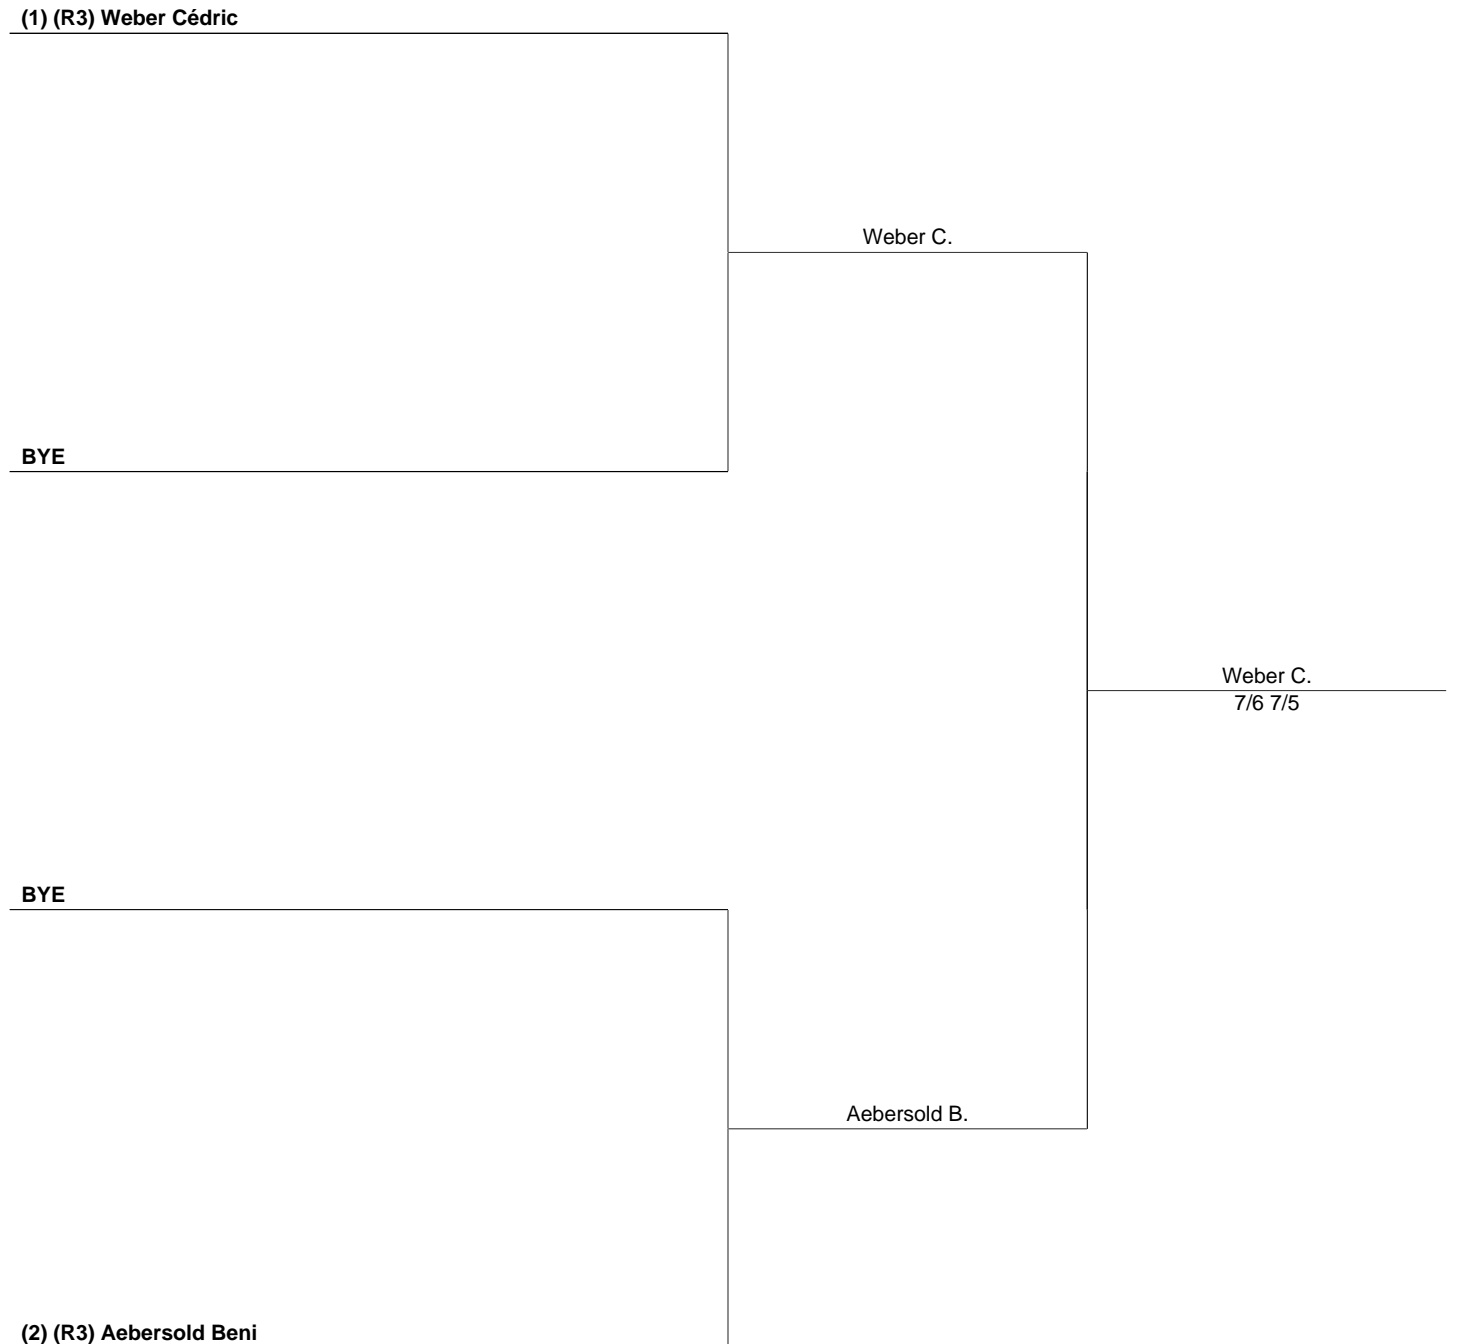 (1) (R3) Weber Cédric
Weber C.
BYE
Weber C.
7/6 7/5
BYE
Aebersold B.
(2) (R3) Aebersold Beni